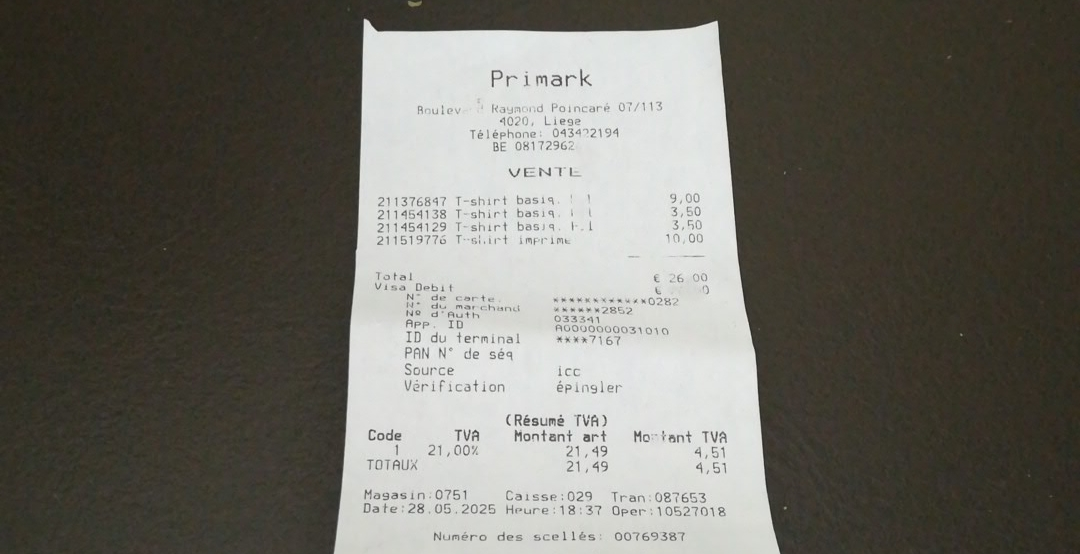 Primark
Raymond Poincaré 07/113
4020, Liege
Téléphone:
BE 08172962
VENTE
211376847 T-shirt basiq. 9,00
211454138 T-shirt basiq. 3,50
211454129 T-shirt basiq. 3,50
211519776 T-shirt imprimé 10,00
Total € 26 00
Visa Debit €
N° de carte. ************0282
N° du marchand ******2852
Nº d'Auth 033341
App. ID A0000000031010
ID du terminal ****7167
PAN N° de séq
Source icc
Vérification épingler
(Résumé TVA)
Code TVA Montant art Montant TVA
1 21,00% 21,49 4,51
TOTAUX 21,49 4,51
Magasin:0751 Caisse:029 Tran:087653
Date:28.05.2025 Heure:18:37 Oper:10527018
Numéro des scellés: 00769387